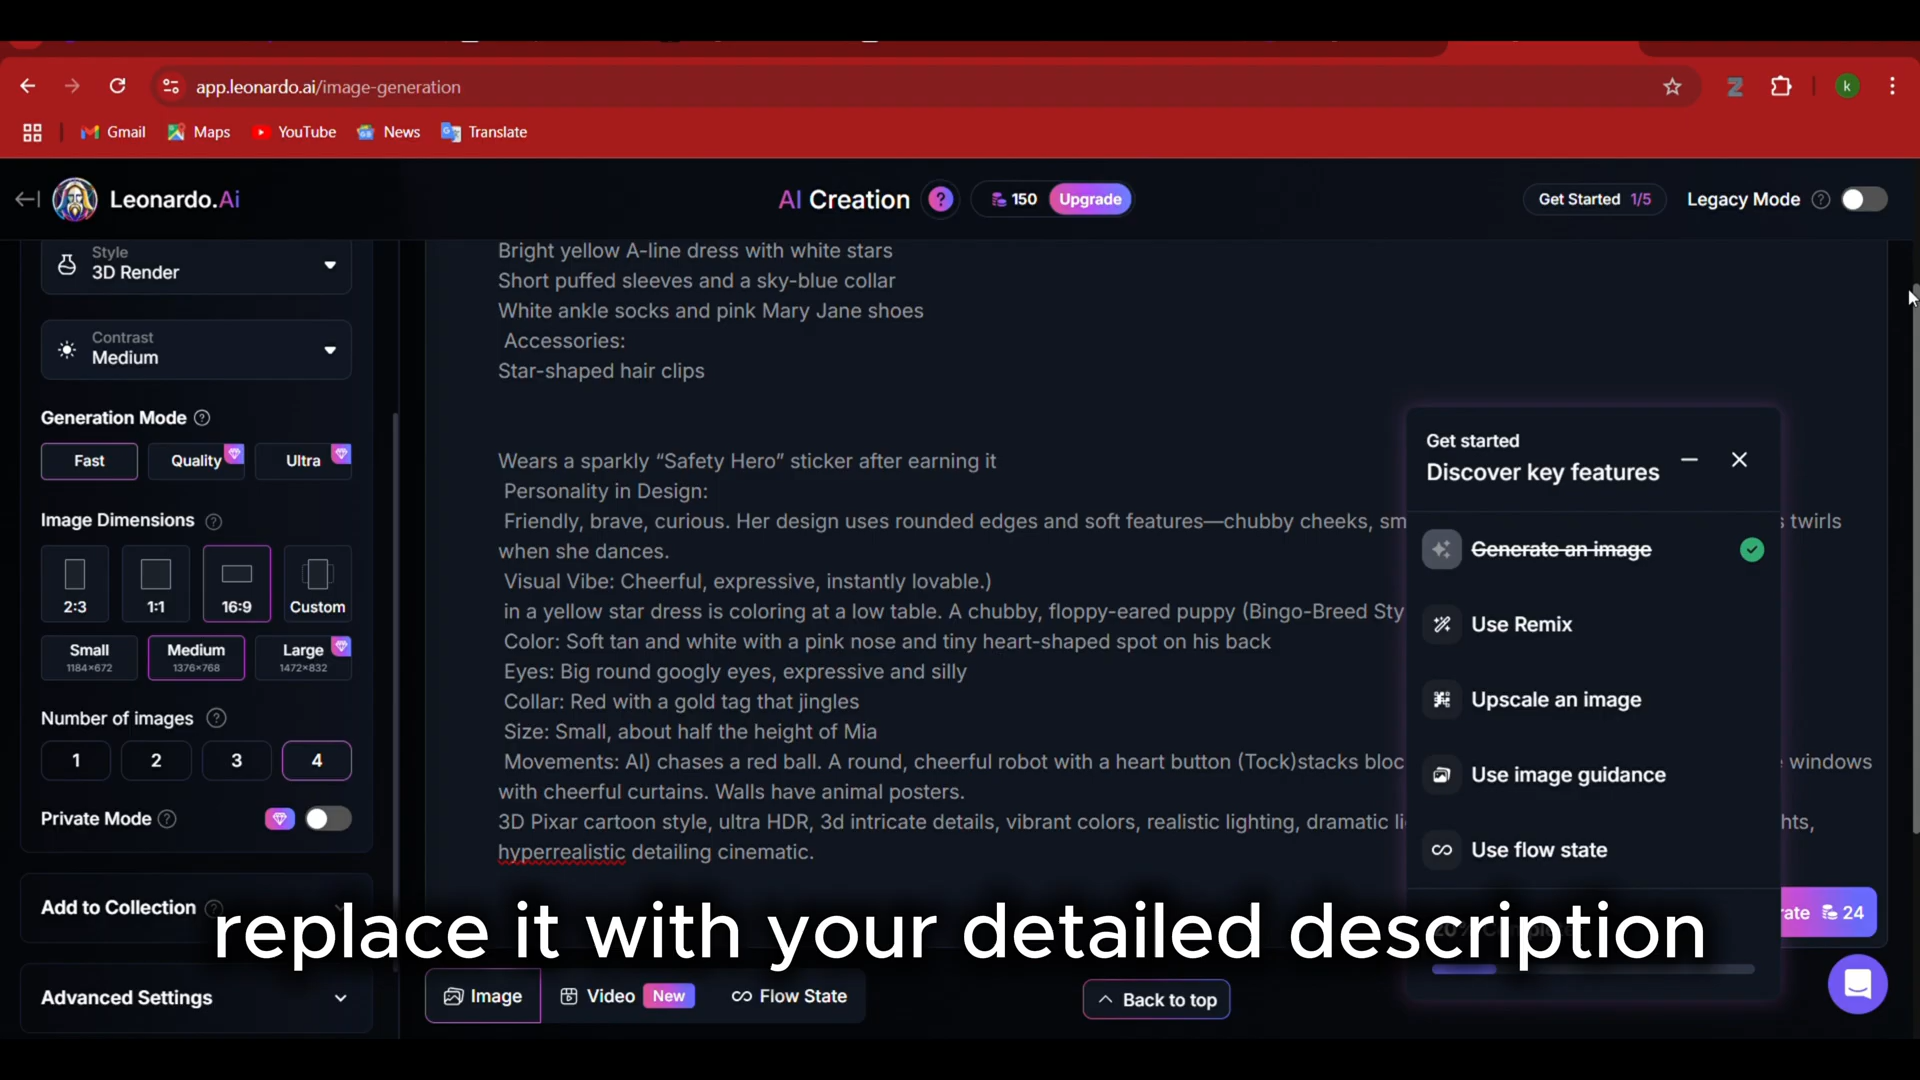 app.leonardo.ai/image-generation
k
Gmail
Maps
YouTube
News
Translate
Leonardo.Ai
AI Creation
?
150
Upgrade
Get Started 1/5
Legacy Mode
Style
3D Render
Contrast
Medium
Generation Mode
Fast
Quality
Ultra
Image Dimensions
2:3
1:1
16:9
Custom
Small
1184×672
Medium
1376×768
Large
1472×832
Number of images
1
2
3
4
Private Mode
Add to Collection
Advanced Settings
Bright yellow A-line dress with white stars
Short puffed sleeves and a sky-blue collar
White ankle socks and pink Mary Jane shoes
Accessories:
Star-shaped hair clips
Wears a sparkly “Safety Hero” sticker after earning it
Personality in Design:
Friendly, brave, curious. Her design uses rounded edges and soft features—chubby cheeks, twirls
when she dances.
Visual Vibe: Cheerful, expressive, instantly lovable.)
in a yellow star dress is coloring at a low table. A chubby, floppy-eared puppy (Bingo-Breed
Color: Soft tan and white with a pink nose and tiny heart-shaped spot on his back
Eyes: Big round googly eyes, expressive and silly
Collar: Red with a gold tag that jingles
Size: Small, about half the height of Mia
Movements: AI) chases a red ball. A round, cheerful robot with a heart button (Tock)stacks windows
with cheerful curtains. Walls have animal posters.
3D Pixar cartoon style, ultra HDR, 3d intricate details, vibrant colors, realistic lighting, dramatic
hyperrealistic detailing cinematic.
Get started
Discover key features
Generate an image
Use Remix
Upscale an image
Use image guidance
Use flow state
24
replace it with your detailed description
Image
Video
New
Flow State
Back to top